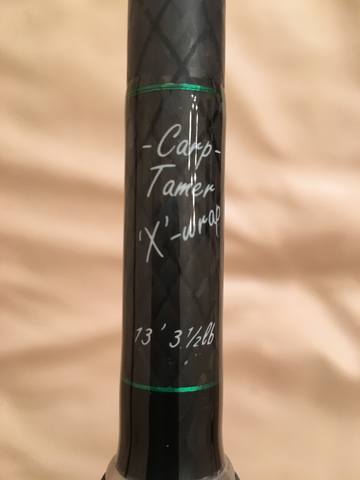 -Carp-
Tamer
'X'-wrap
13' 3½lb